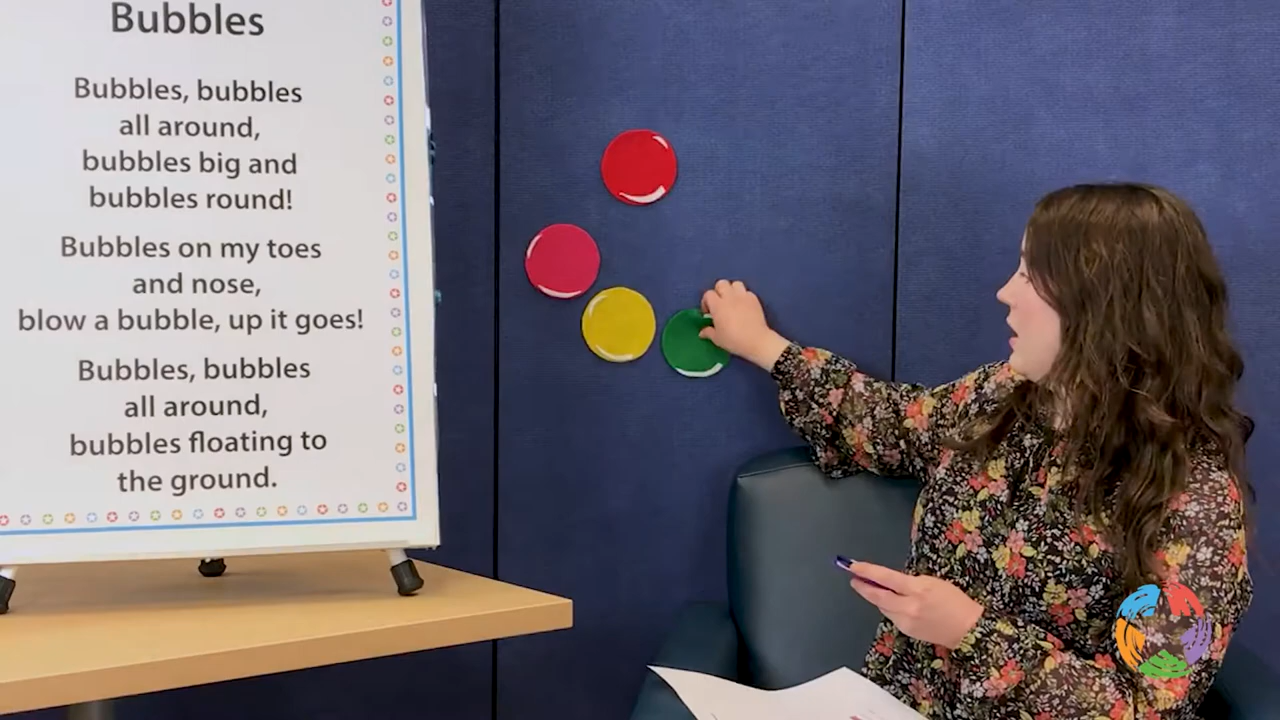 Bubbles
Bubbles, bubbles
all around,
bubbles big and
bubbles round!
Bubbles on my toes
and nose,
blow a bubble, up it goes!
Bubbles, bubbles
all around,
bubbles floating to
the ground.